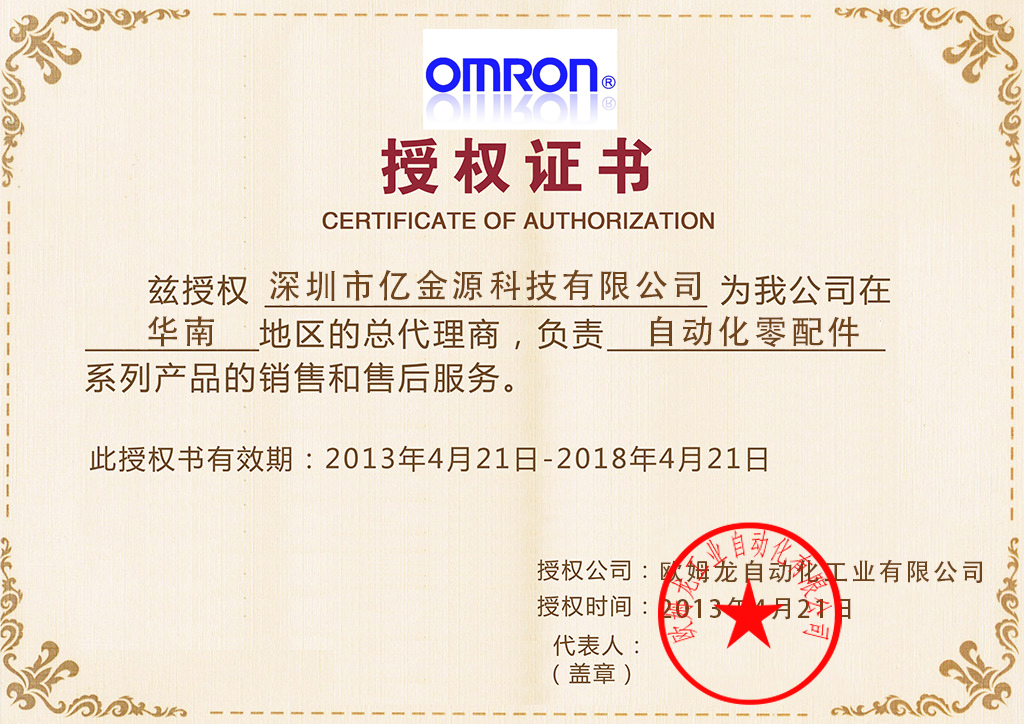 OMRON®
授权证书
CERTIFICATE OF AUTHORIZATION
兹授权 深圳市亿金源科技有限公司 为我公司在
华南 地区的总代理商，负责 自动化零配件
系列产品的销售和售后服务。
此授权书有效期：2013年4月21日-2018年4月21日
授权公司：欧姆龙自动化工业有限公司
授权时间：2013年4月21日
代表人：
（盖章）
欧姆龙工业自动化有限公司